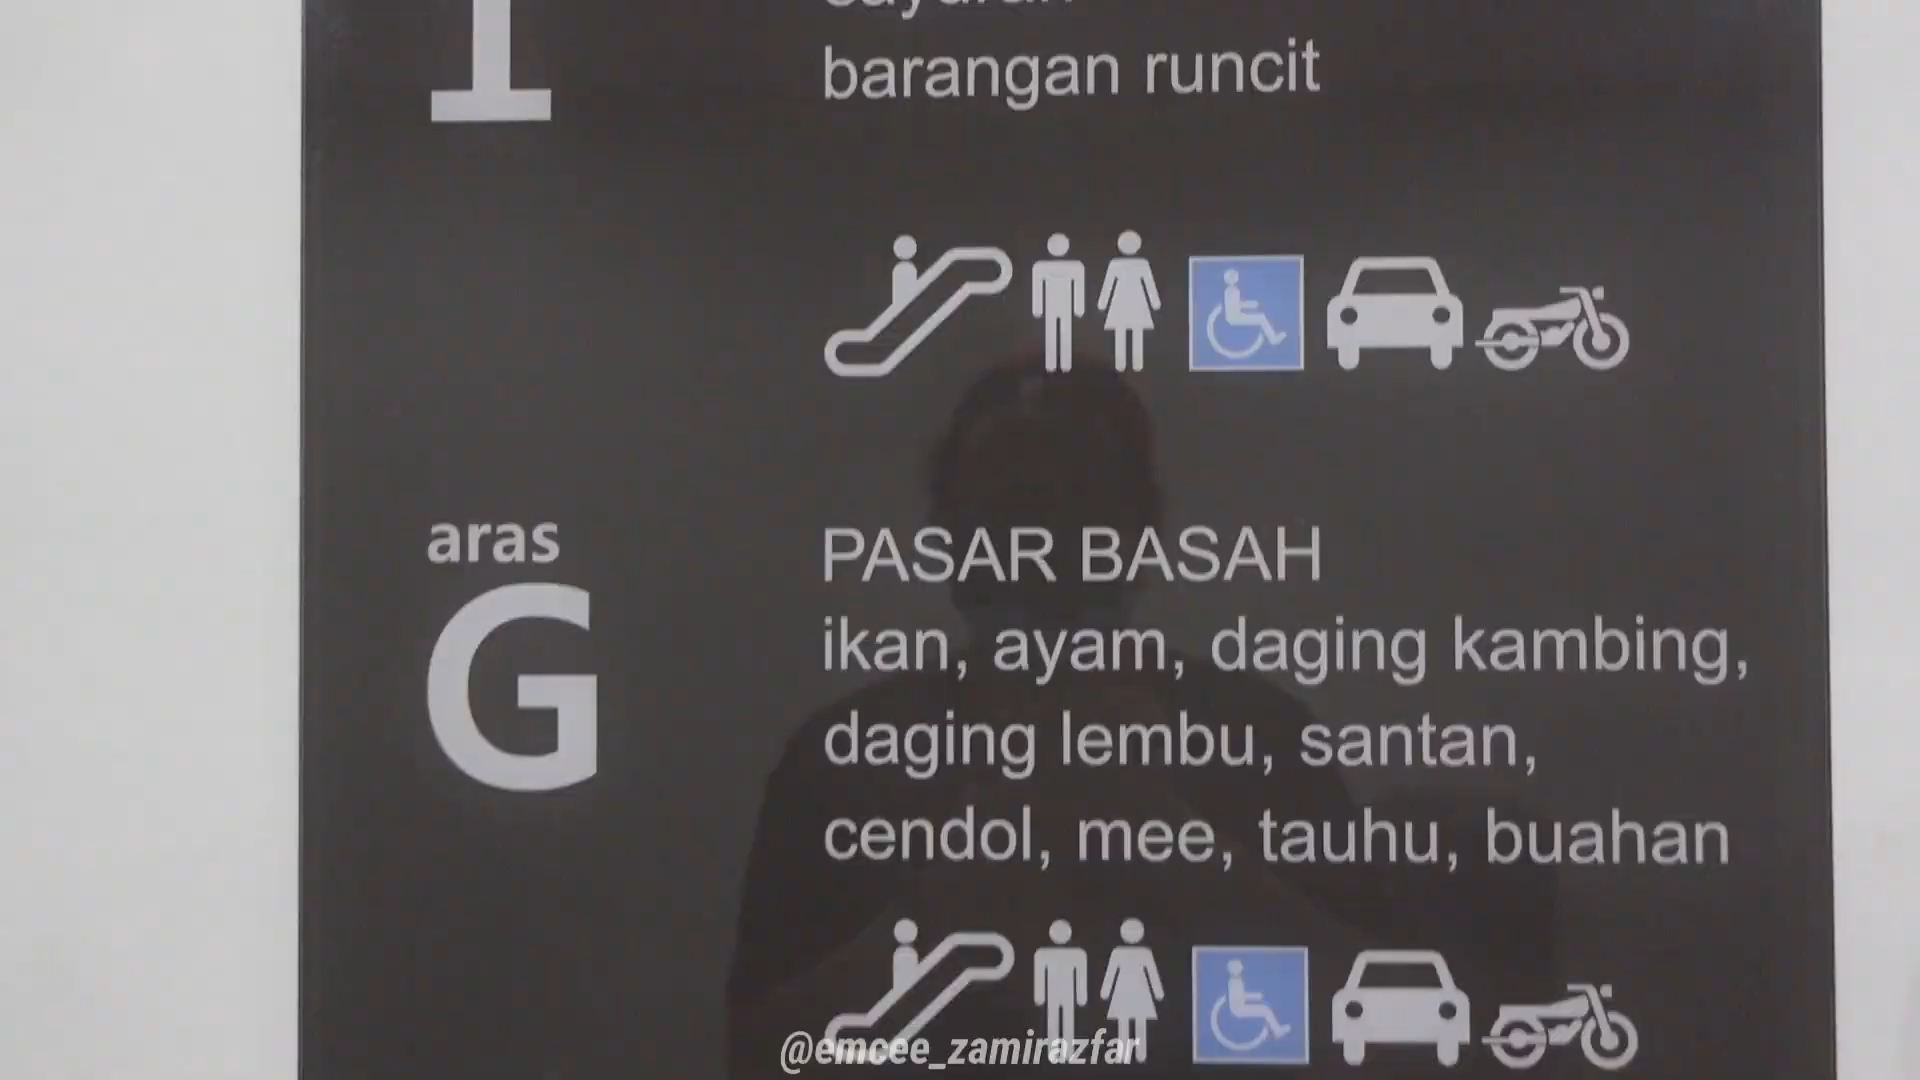 1
barangan runcit
aras
G
PASAR BASAH
ikan, ayam, daging kambing,
daging lembu, santan,
cendol, mee, tauhu, buahan
@emcee_zamirazfar